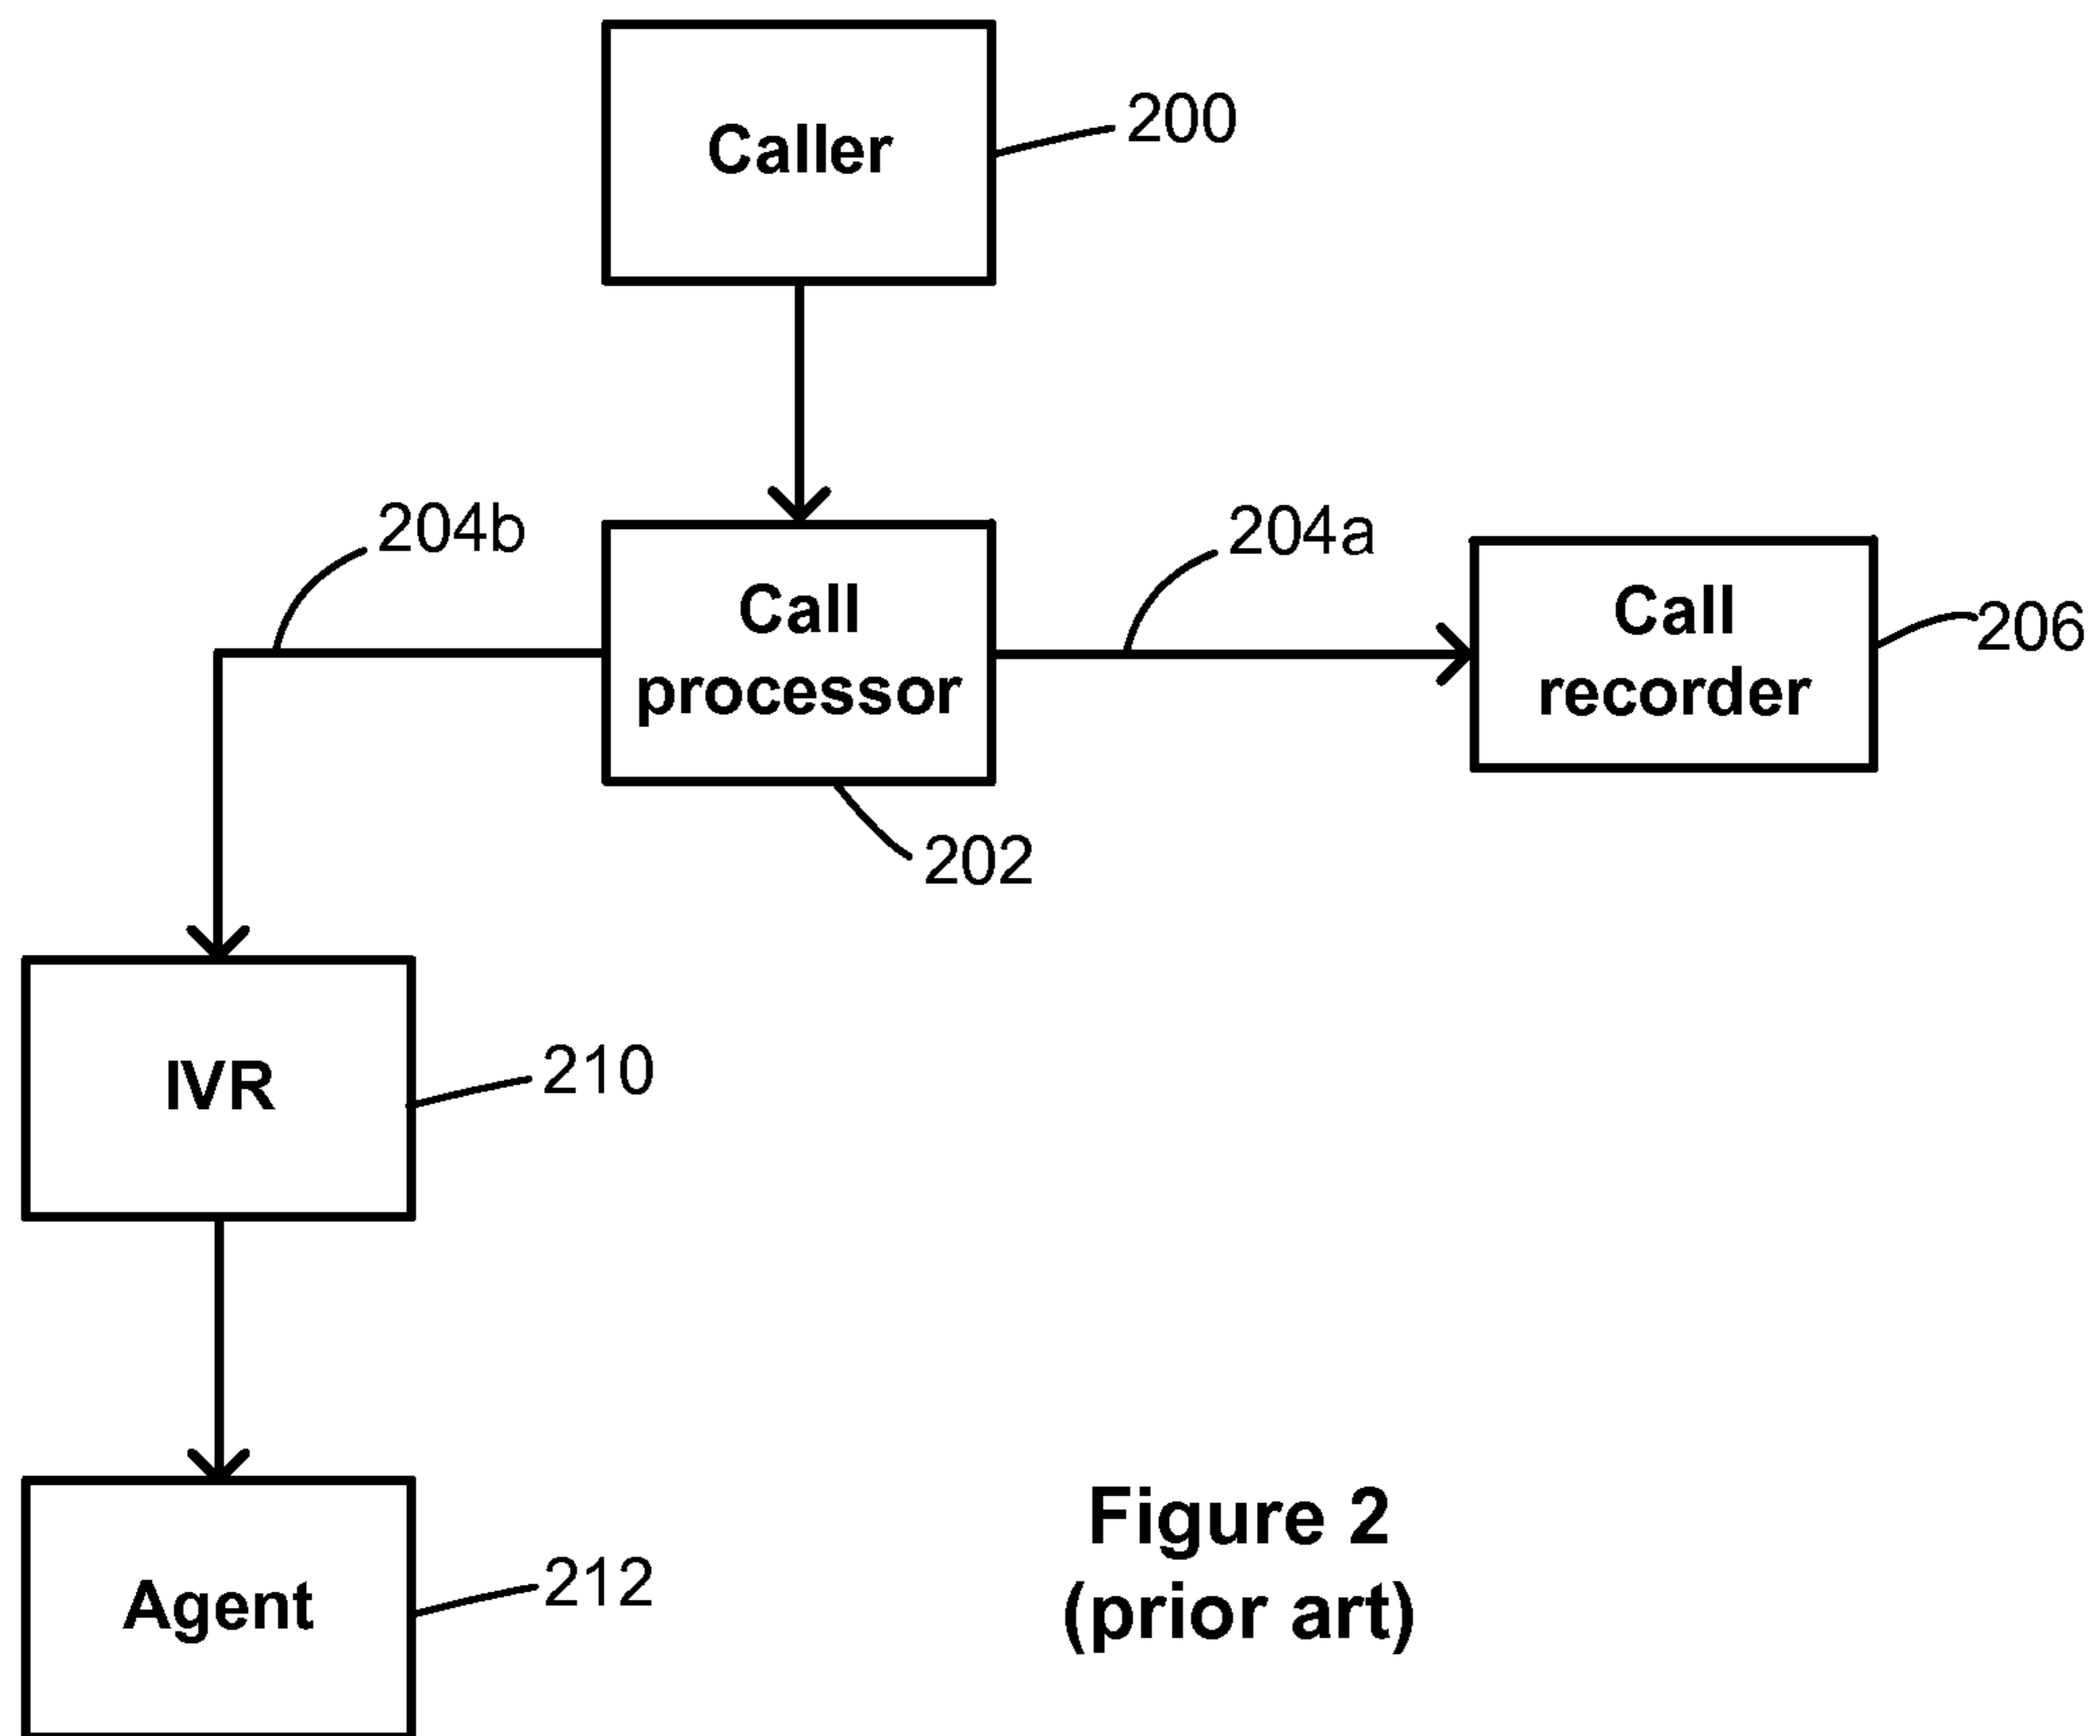 Caller
200
204b
204a
Call
processor
Call
recorder
206
202
IVR
210
Agent
212
Figure 2
(prior art)